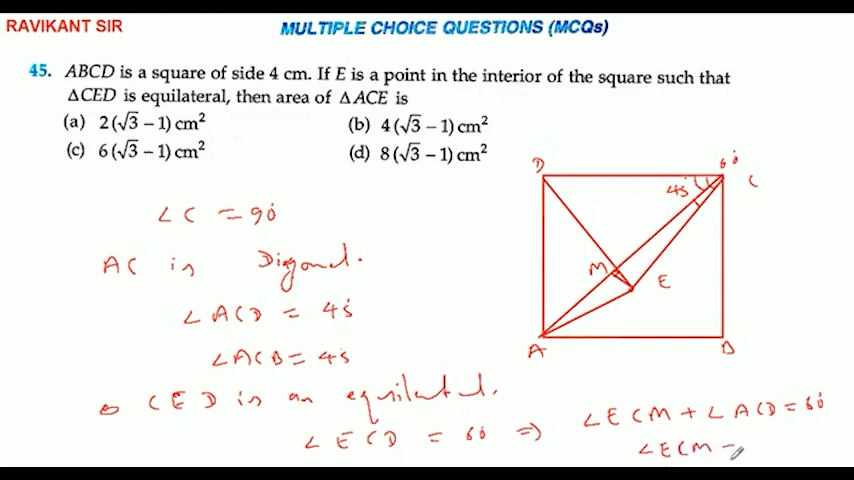 RAVIKANT SIR
MULTIPLE CHOICE QUESTIONS (MCQs)
45. ABCD is a square of side 4 cm. If E is a point in the interior of the square such that
ΔCED is equilateral, then area of ΔACE is
(a) 2(√3 − 1) cm²
(b) 4(√3 − 1) cm²
(c) 6(√3 − 1) cm²
(d) 8(√3 − 1) cm²
D
60°
45°
C
M
E
A
B
∠C = 90°
AC is Diagonal.
∠ACD = 45°
∠ACB = 45
CED is an equilateral.
∠ECD = 60° ⇒ ∠ECM + ∠ACD = 60°
∠ECM =